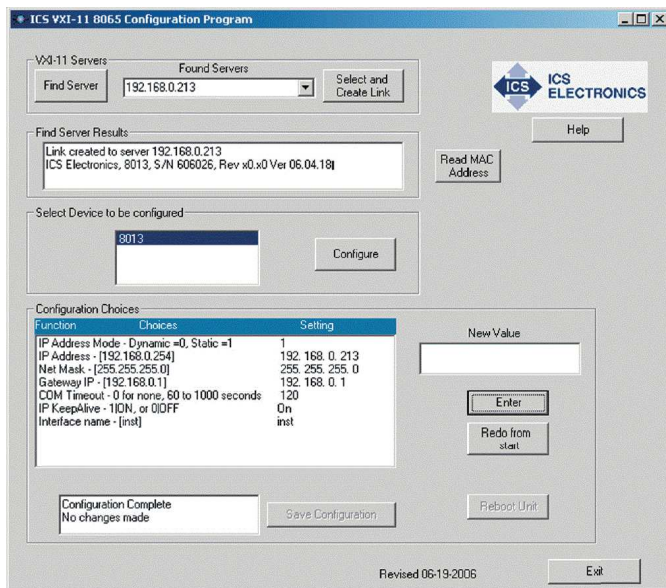 ICS VXI-11 8065 Configuration Program
VXI-11 Servers
Found Servers
Find Server
192.168.0.213
Select and
Create Link
ICS
ICS
ELECTRONICS
Help
Find Server Results
Link created to server 192.168.0.213
ICS Electronics, 8013, S/N 606026, Rev x0.x0 Ver 06.04.18
Read MAC
Address
Select Device to be configured
8013
Configure
Configuration Choices
Function Choices Setting
IP Address Mode - Dynamic =0, Static =1 1
IP Address - [192.168.0.254] 192. 168. 0. 213
Net Mask - [255.255.255.0] 255. 255. 255. 0
Gateway IP - [192.168.0.1] 192. 168. 0. 1
COM Timeout - 0 for none, 60 to 1000 seconds 120
IP KeepAlive - 1|ON, or 0|OFF On
Interface name - [inst] inst
New Value
Enter
Redo from
start
Configuration Complete
No changes made
Save Configuration
Reboot Unit
Revised 06-19-2006
Exit